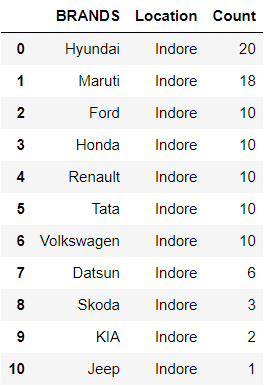 BRANDS Location Count
0 Hyundai Indore 20
1 Maruti Indore 18
2 Ford Indore 10
3 Honda Indore 10
4 Renault Indore 10
5 Tata Indore 10
6 Volkswagen Indore 10
7 Datsun Indore 6
8 Skoda Indore 3
9 KIA Indore 2
10 Jeep Indore 1